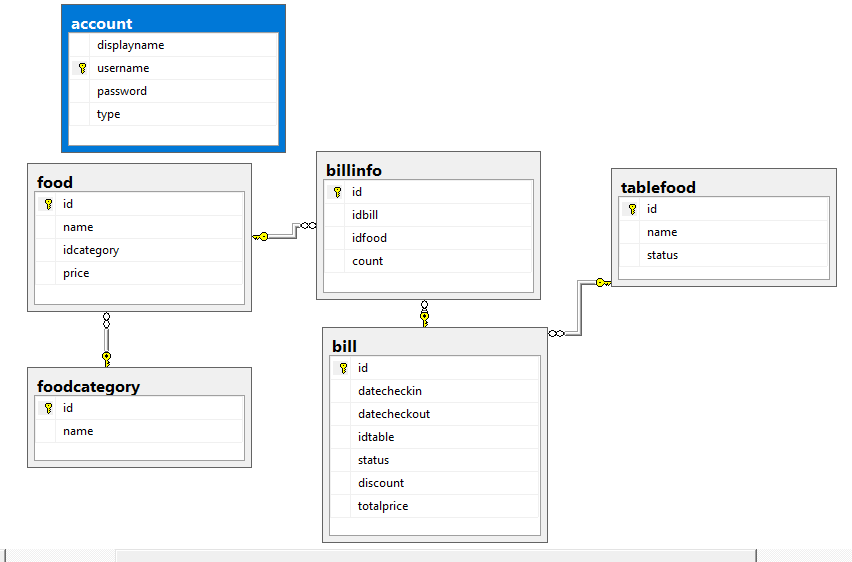 account
displayname
username
password
type
food
id
name
idcategory
price
billinfo
id
idbill
idfood
count
tablefood
id
name
status
foodcategory
id
name
bill
id
datecheckin
datecheckout
idtable
status
discount
totalprice